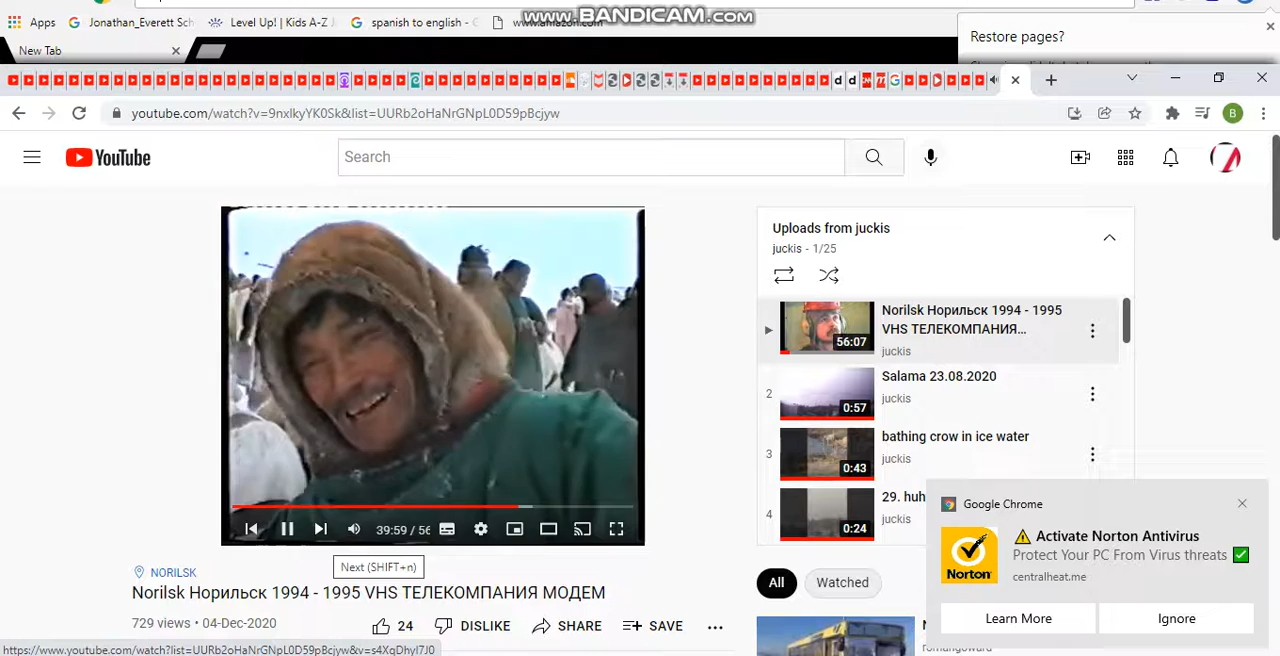 www.BANDICAM.com
Apps
Jonathan_Everett Sch
Level Up! | Kids A-Z
spanish to english - G
www.amazon.com
New Tab
Restore pages?
youtube.com/watch?v=9nxlkyYK0Sk&list=UURb2oHaNrGNpL0D59pBcjyw
B
YouTube
Search
Uploads from juckis
juckis - 1/25
Norilsk Норильск 1994 - 1995
VHS ТЕЛЕКОМПАНИЯ...
juckis
56:07
2
Salama 23.08.2020
juckis
0:57
3
bathing crow in ice water
juckis
0:43
4
29. huh
juckis
0:24
39:59 / 56
Next (SHIFT+n)
NORILSK
Norilsk Норильск 1994 - 1995 VHS ТЕЛЕКОМПАНИЯ МОДЕМ
729 views • 04-Dec-2020
24
DISLIKE
SHARE
SAVE
All
Watched
Google Chrome
Activate Norton Antivirus
Protect Your PC From Virus threats
centralheat.me
Norton
Learn More
Ignore
https://www.youtube.com/watch?list=UURb2oHaNrGNpL0D59pBcjyw&v=s4XqDhyI7J0